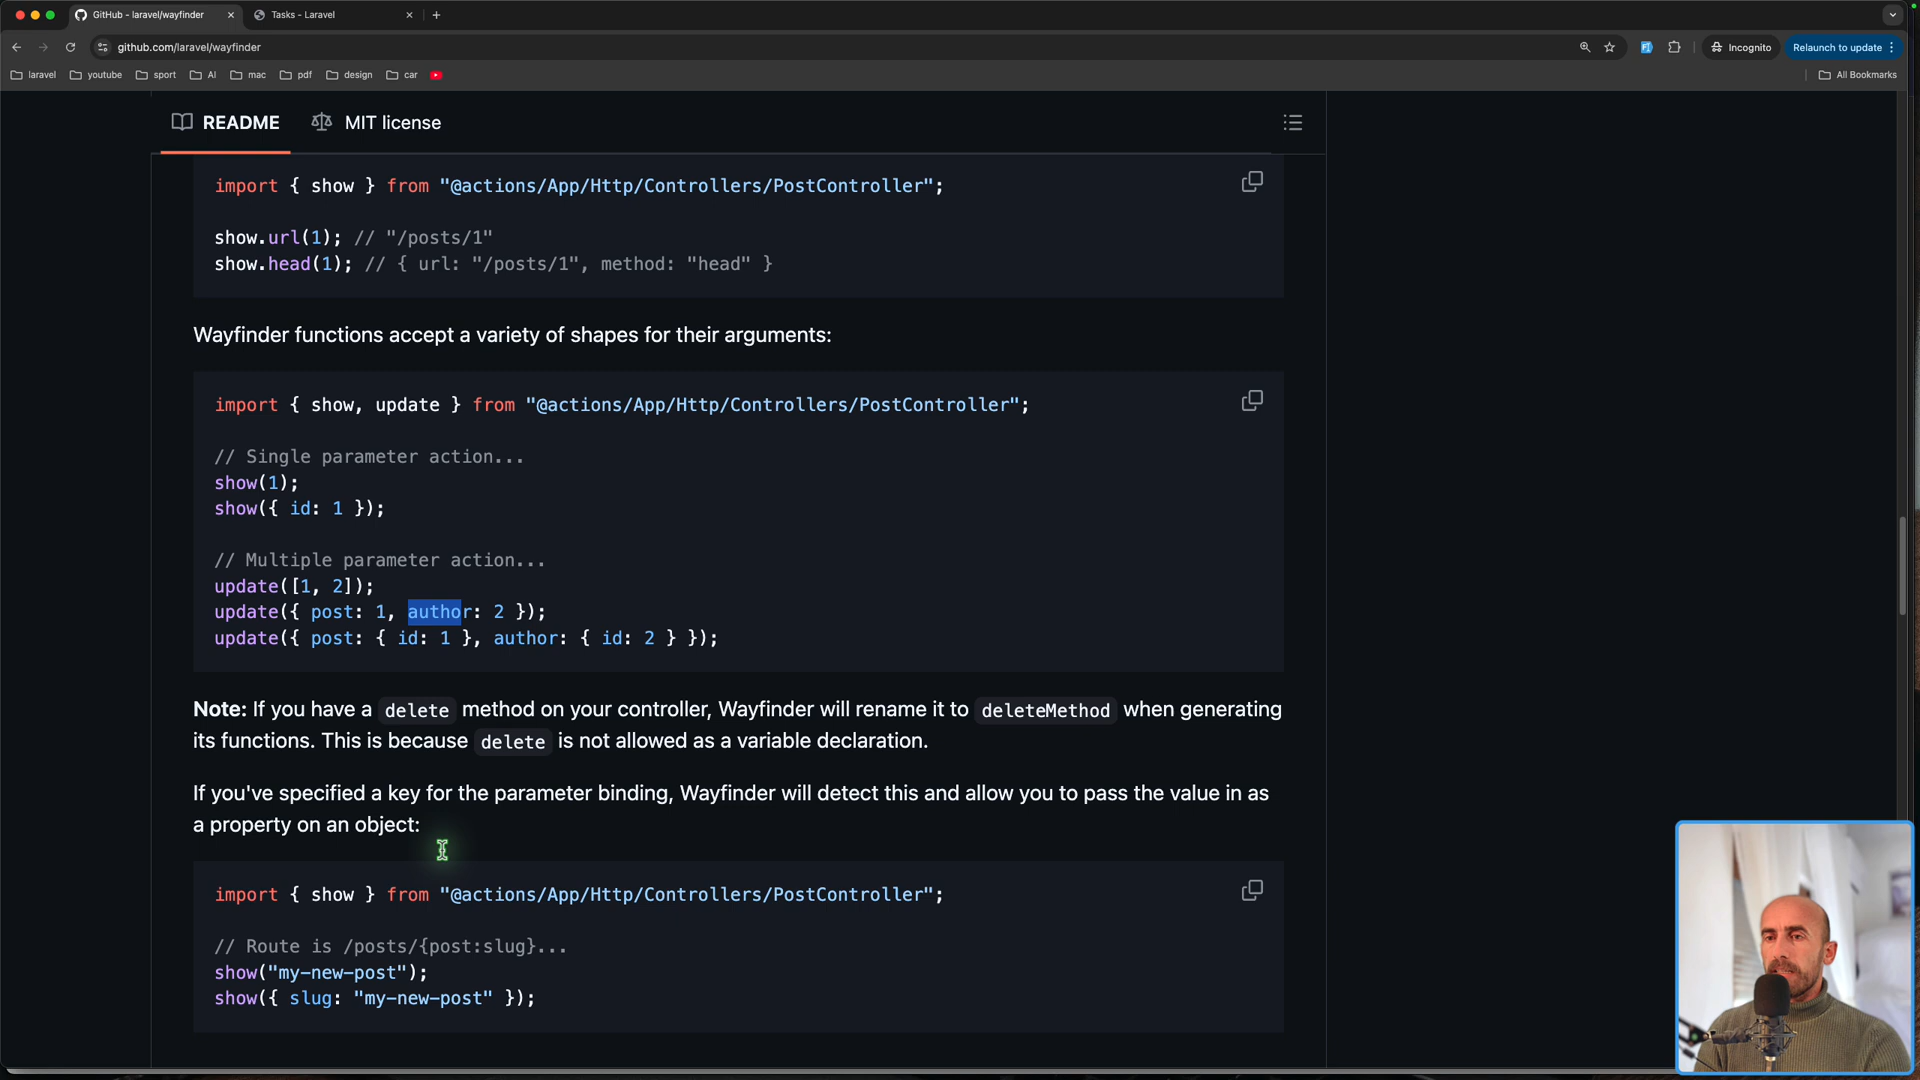 GitHub - laravel/wayfinder
Tasks - Laravel
github.com/laravel/wayfinder
Incognito
Relaunch to update
laravel
youtube
sport
AI
mac
pdf
design
car
All Bookmarks
README
MIT license
import { show } from "@actions/App/Http/Controllers/PostController";
show.url(1); // "/posts/1"
show.head(1); // { url: "/posts/1", method: "head" }
Wayfinder functions accept a variety of shapes for their arguments:
import { show, update } from "@actions/App/Http/Controllers/PostController";
// Single parameter action...
show(1);
show({ id: 1 });
// Multiple parameter action...
update([1, 2]);
update({ post: 1, author: 2 });
update({ post: { id: 1 }, author: { id: 2 } });
Note: If you have a delete method on your controller, Wayfinder will rename it to deleteMethod when generating
its functions. This is because delete is not allowed as a variable declaration.
If you've specified a key for the parameter binding, Wayfinder will detect this and allow you to pass the value in as
a property on an object:
import { show } from "@actions/App/Http/Controllers/PostController";
// Route is /posts/{post:slug}...
show("my-new-post");
show({ slug: "my-new-post" });